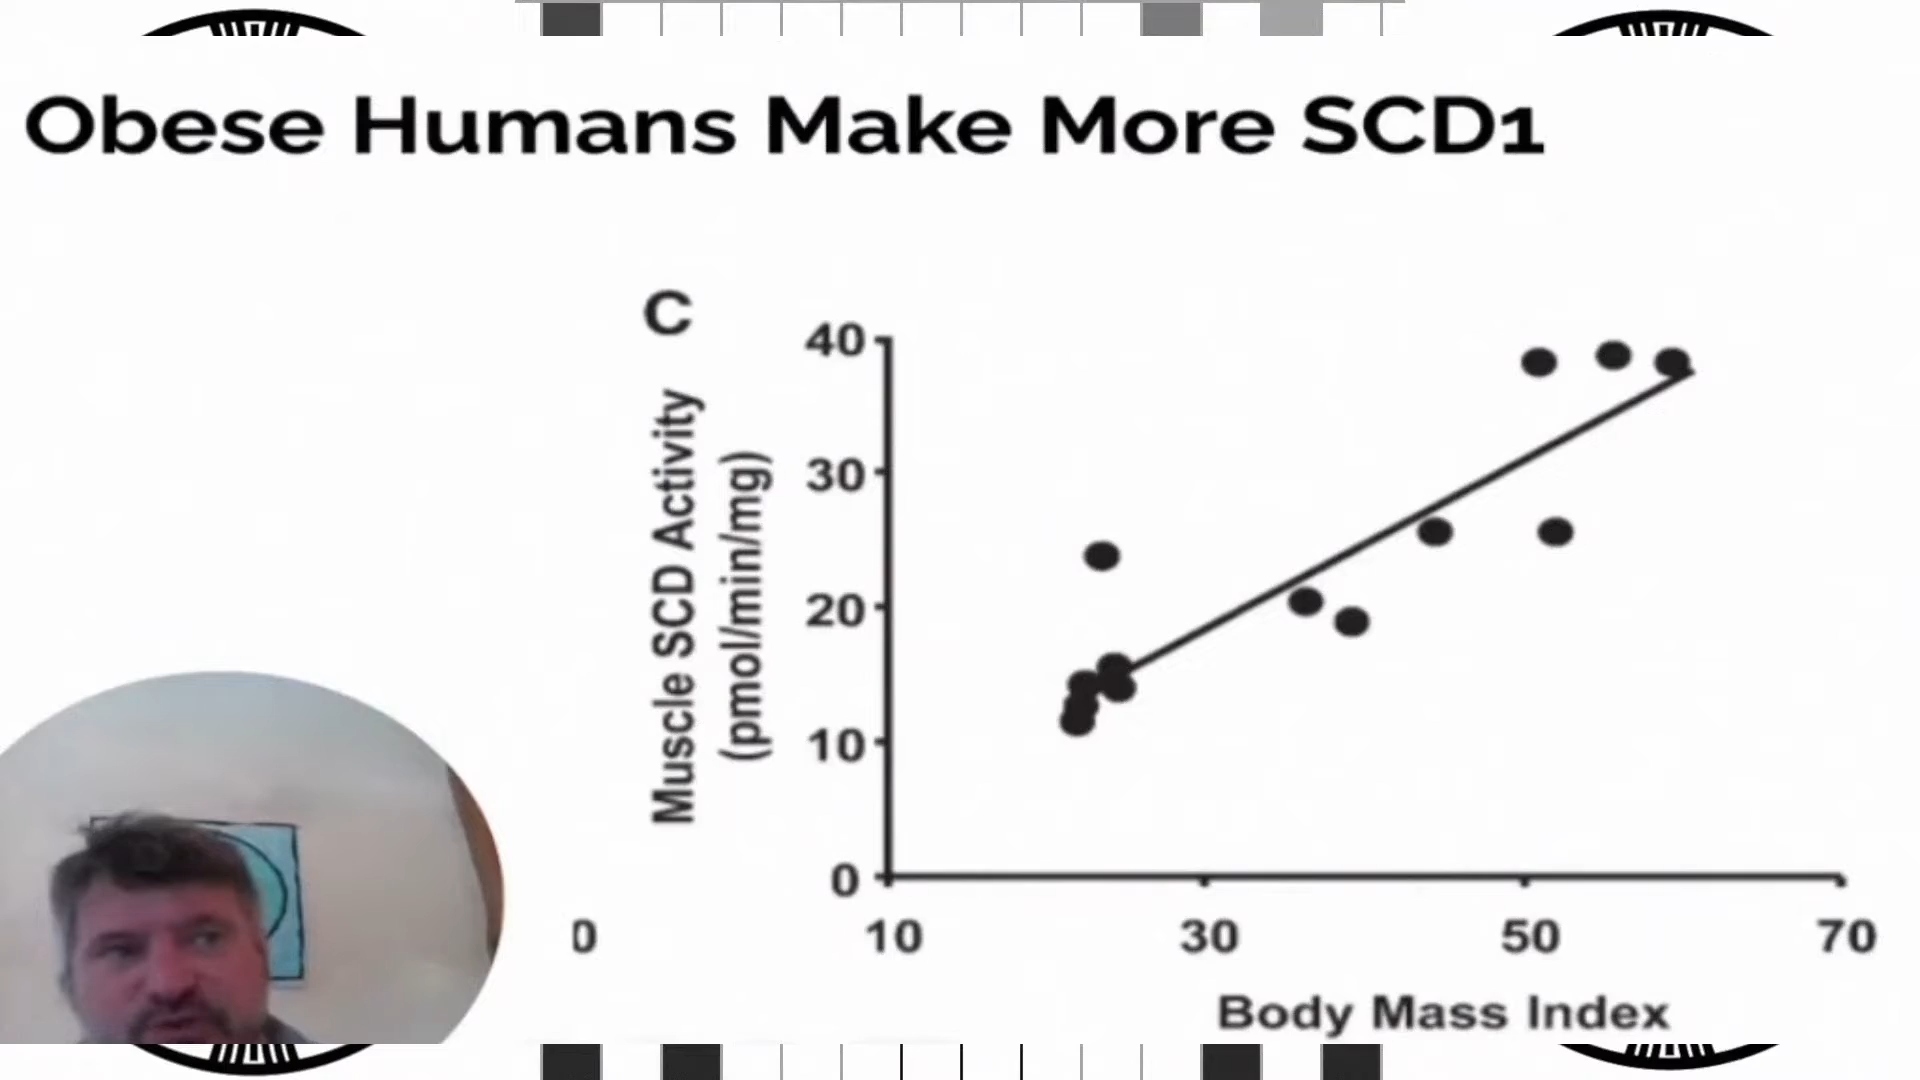 Obese Humans Make More SCD1
C
Muscle SCD Activity
(pmol/min/mg)
40
30
20
10
0
0 10 30 50 70
Body Mass Index